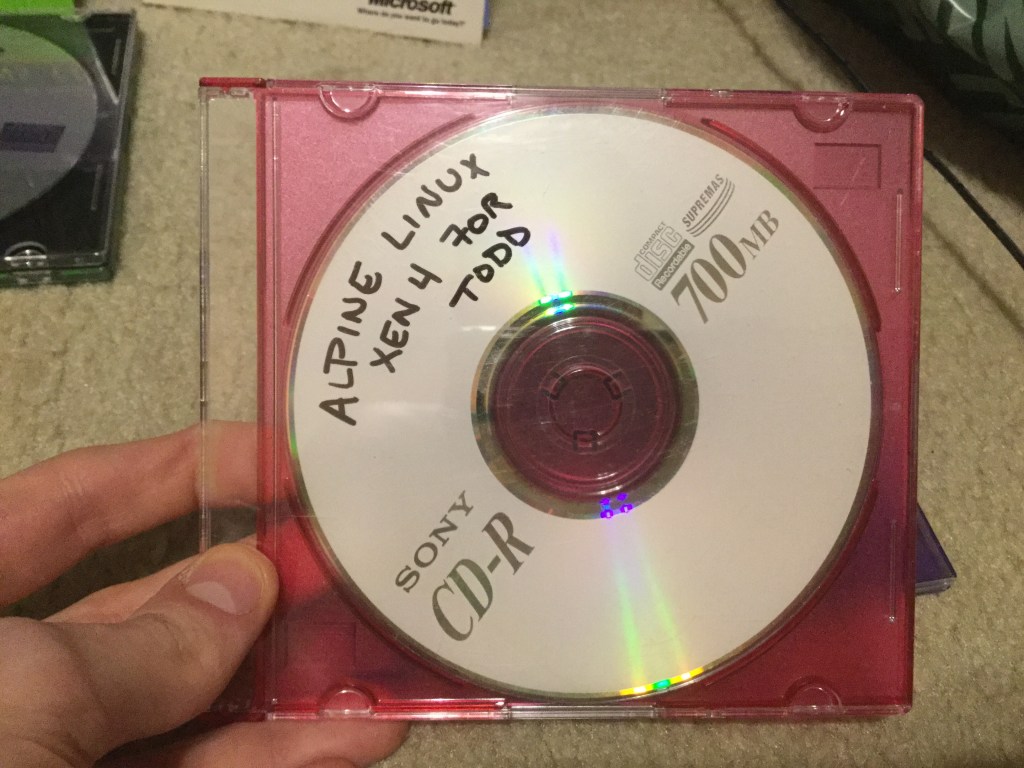 Microsoft
Where do you want to go today?
ALPINE LINUX
XEN 4 FOR
TODD
COMPACT
disc
Recordable
SUPREMAS
700MB
SONY
CD-R